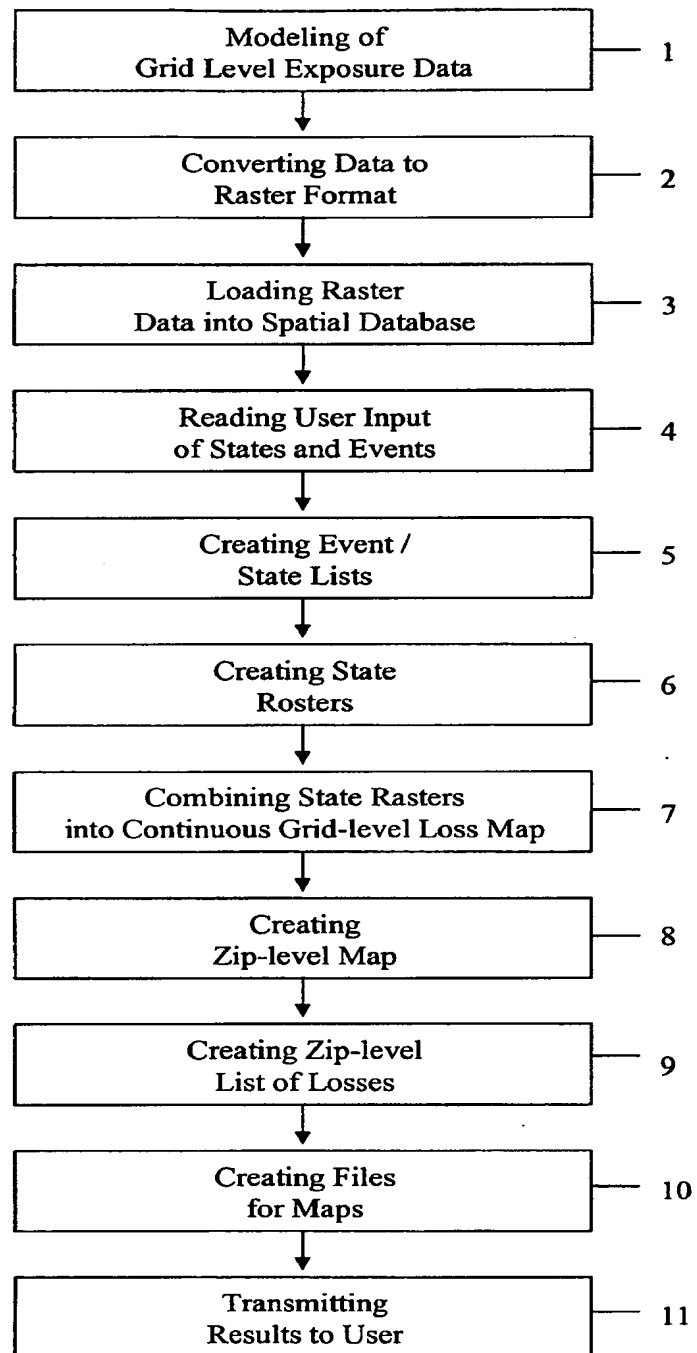 Modeling of
Grid Level Exposure Data
1
Converting Data to
Raster Format
2
Loading Raster
Data into Spatial Database
3
Reading User Input
of States and Events
4
Creating Event /
State Lists
5
Creating State
Rosters
6
Combining State Rasters
into Continuous Grid-level Loss Map
7
Creating
Zip-level Map
8
Creating Zip-level
List of Losses
9
Creating Files
for Maps
10
Transmitting
Results to User
11